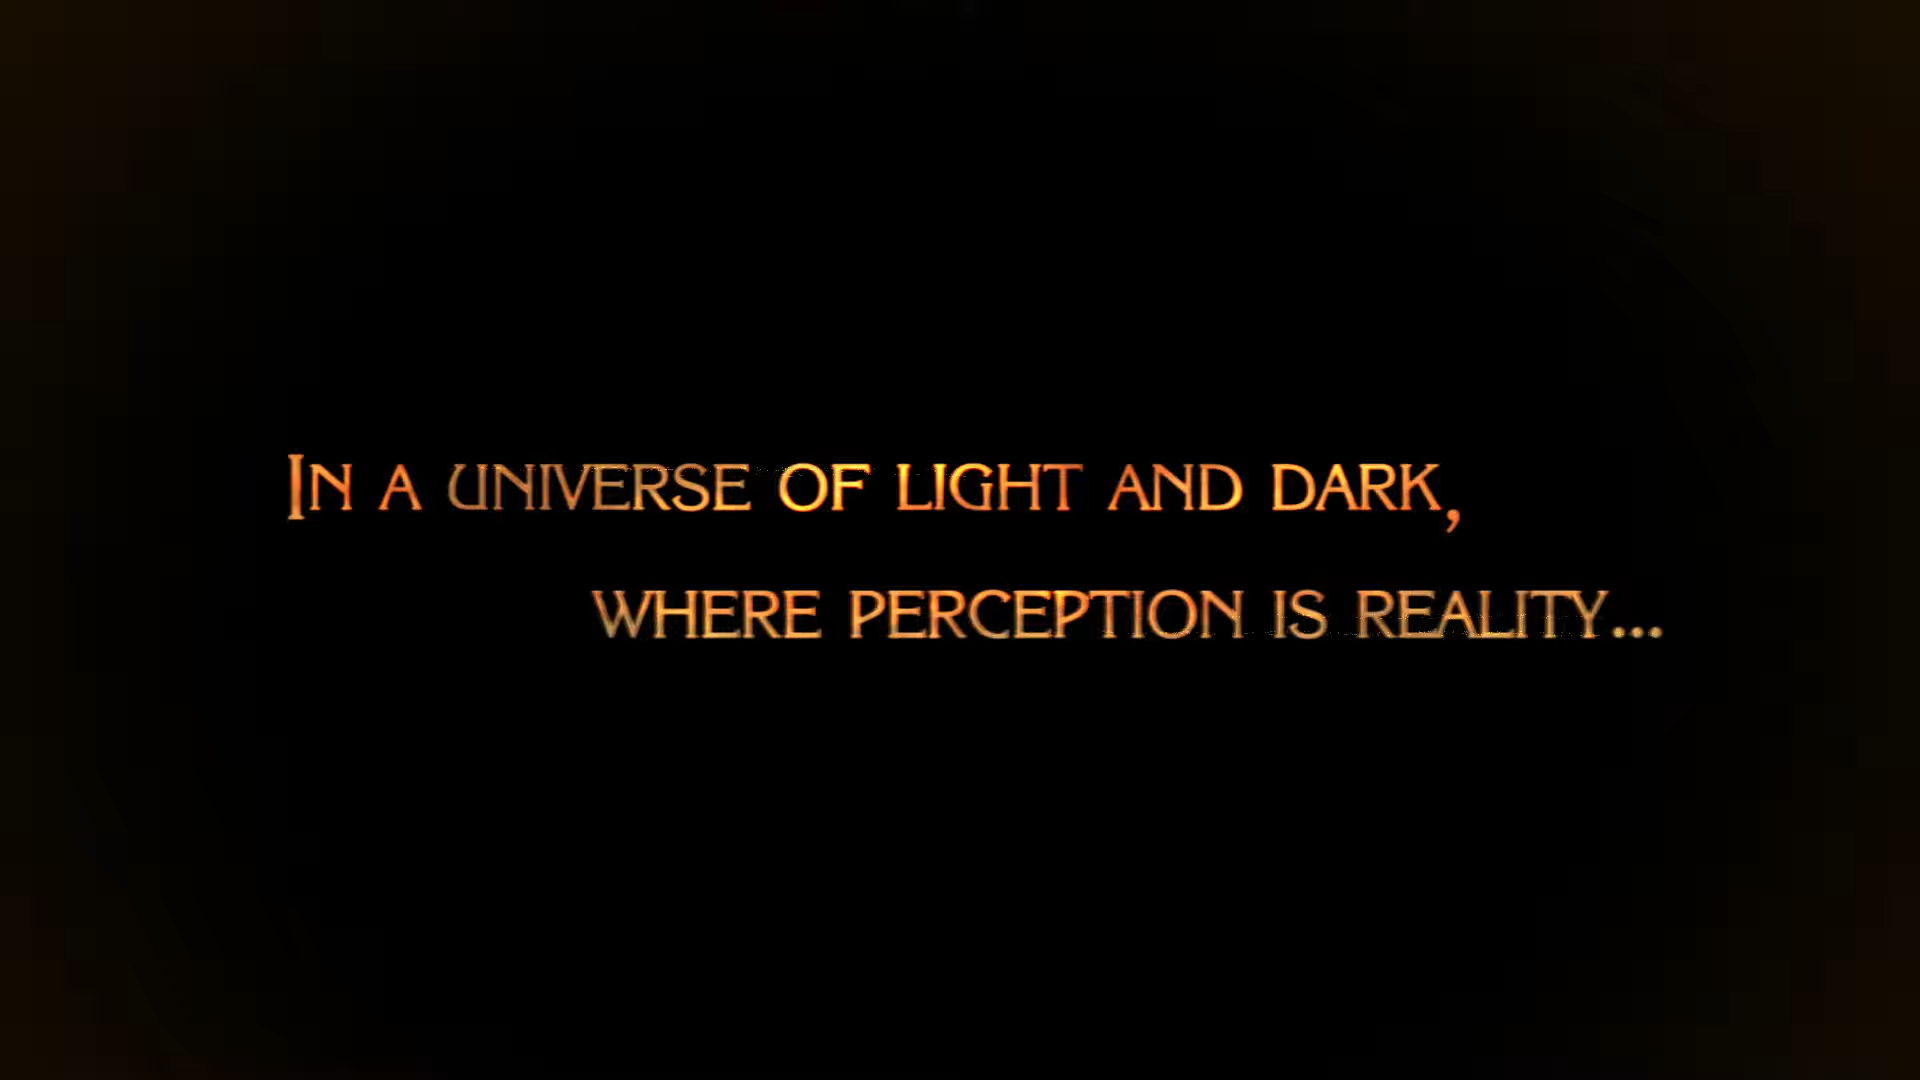 In a universe of light and dark,
where perception is reality...